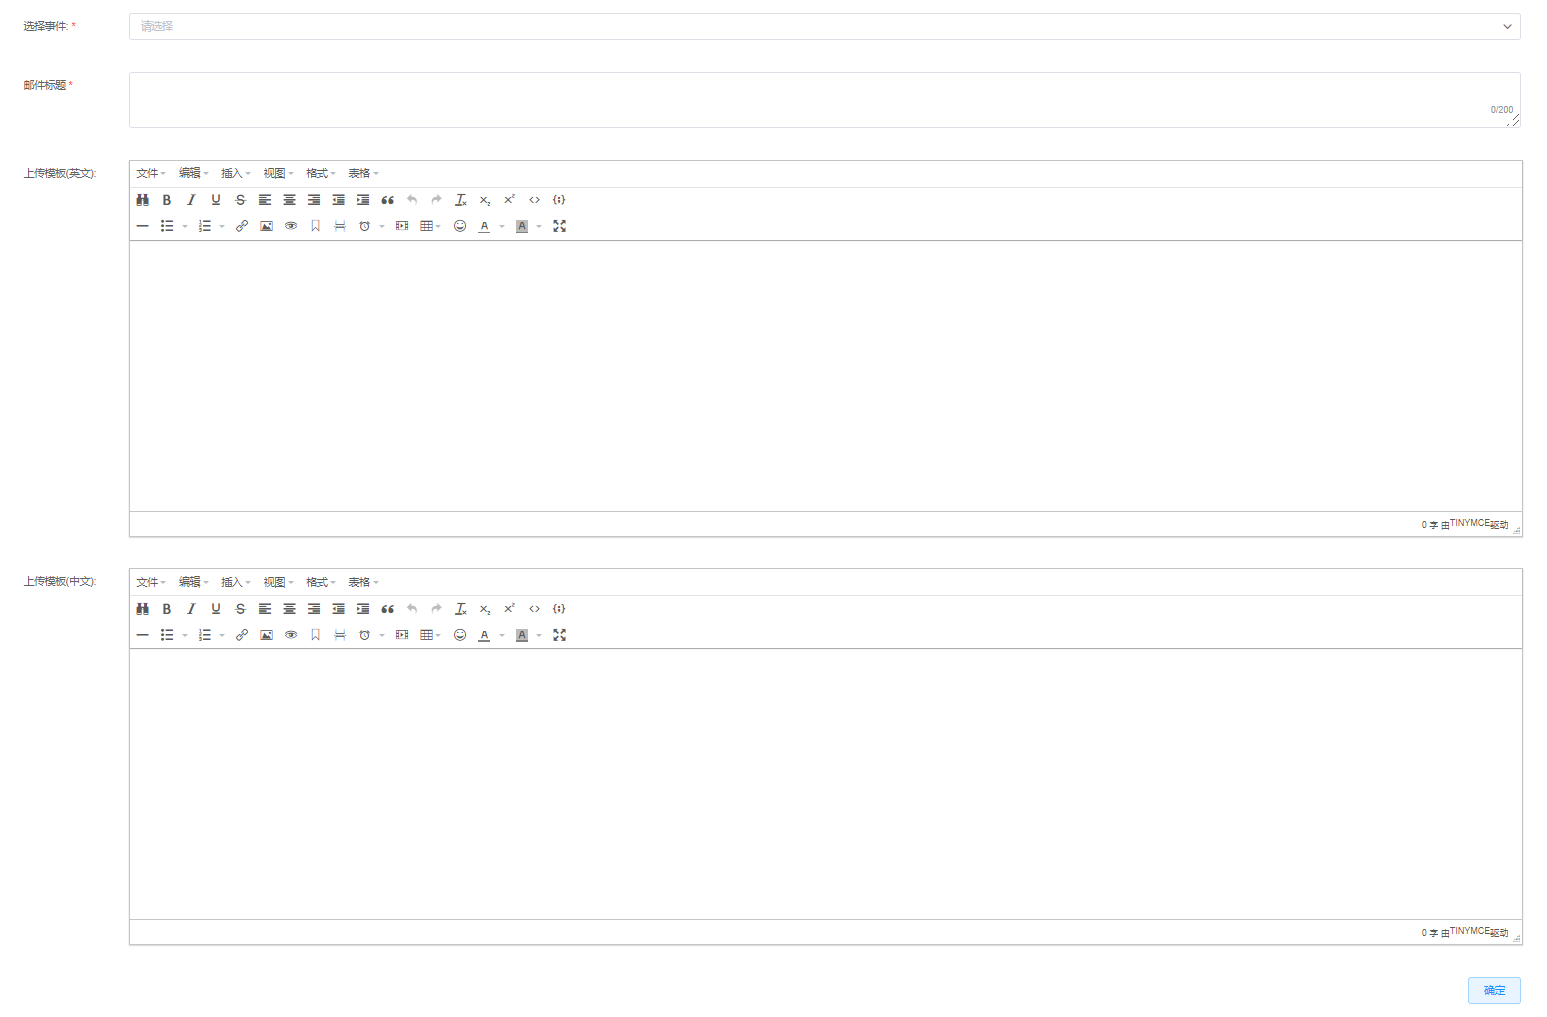 选择事件: *
请选择
邮件标题 *
0/200
上传模板(英文):
文件 编辑 插入 视图 格式 表格
0 字 由TINYMCE驱动
上传模板(中文):
文件 编辑 插入 视图 格式 表格
0 字 由TINYMCE驱动
确定